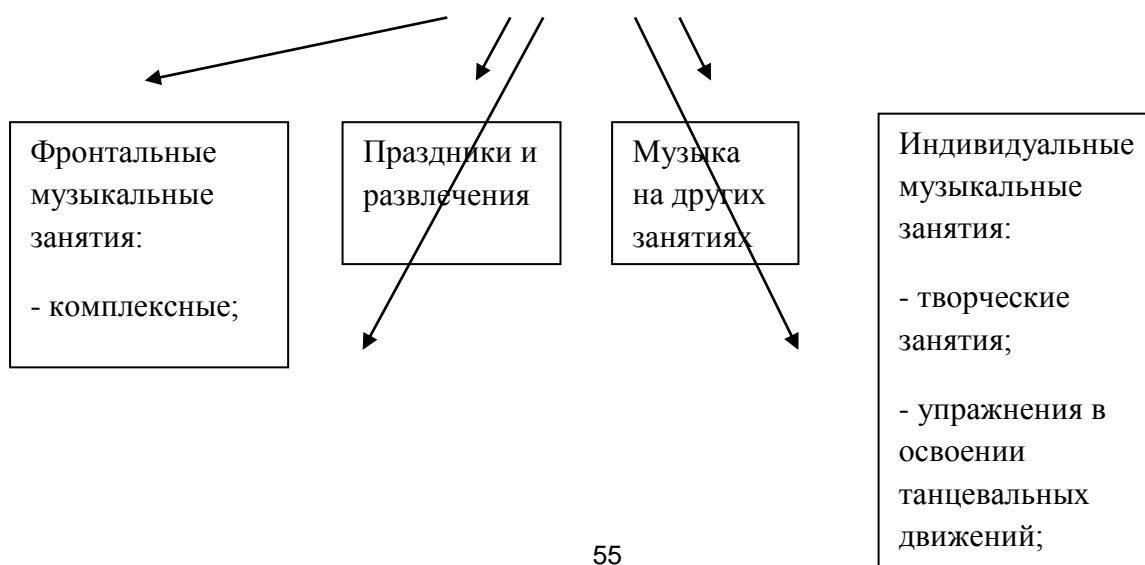 Фронтальные
музыкальные
занятия:
- комплексные;
Праздники и
развлечения
Музыка
на других
занятиях
Индивидуальные
музыкальные
занятия:
- творческие
занятия;
- упражнения в
освоении
танцевальных
движений;
55